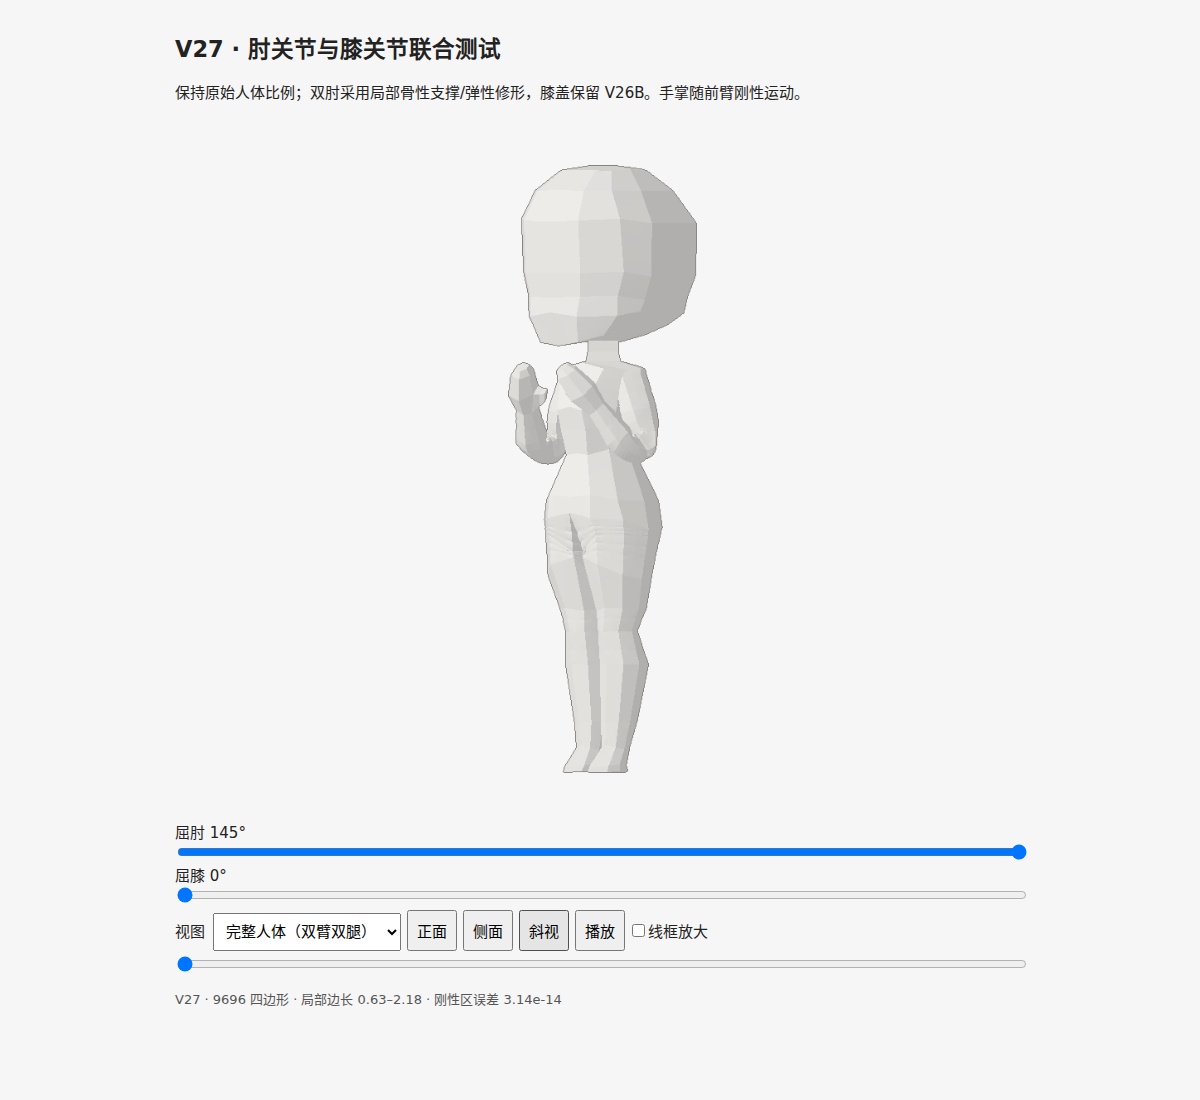 V27 · 肘关节与膝关节联合测试
保持原始人体比例；双肘采用局部骨性支撑/弹性修形，膝盖保留 V26B。手掌随前臂刚性运动。
屈肘 145°
屈膝 0°
视图 完整人体（双臂双腿） 正面 侧面 斜视 播放 线框放大
V27 · 9696 四边形 · 局部边长 0.63–2.18 · 刚性区误差 3.14e-14